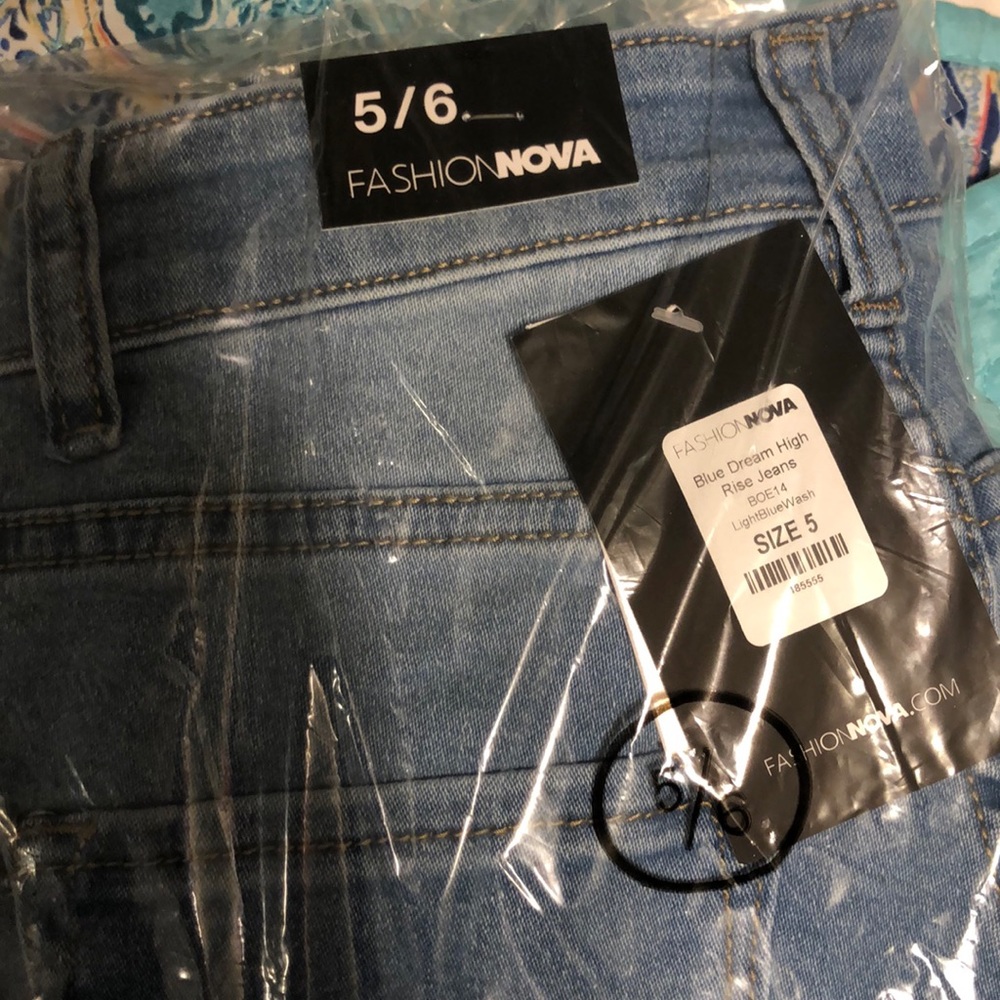 5/6
FASHIONNOVA
FASHIONNOVA
Blue Dream High
Rise Jeans
BOE14
LightBlueWash
SIZE 5
185555
FASHIONNOVA.COM
5/6